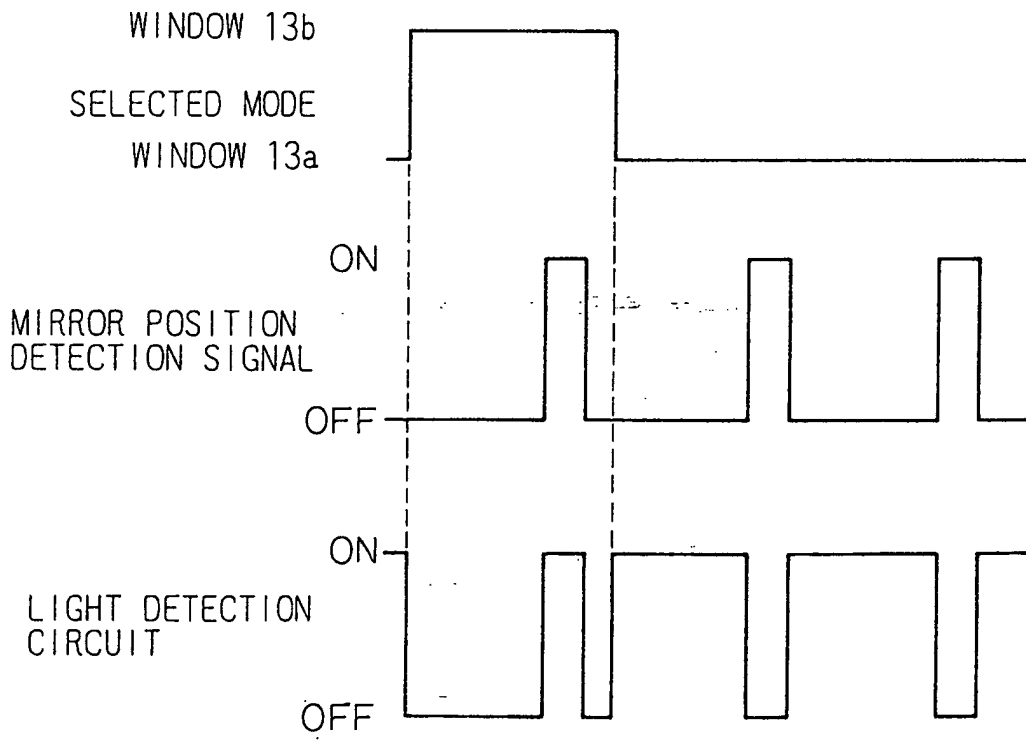 WINDOW 13b
SELECTED MODE
WINDOW 13a
ON
MIRROR POSITION
DETECTION SIGNAL
OFF
ON
LIGHT DETECTION
CIRCUIT
OFF